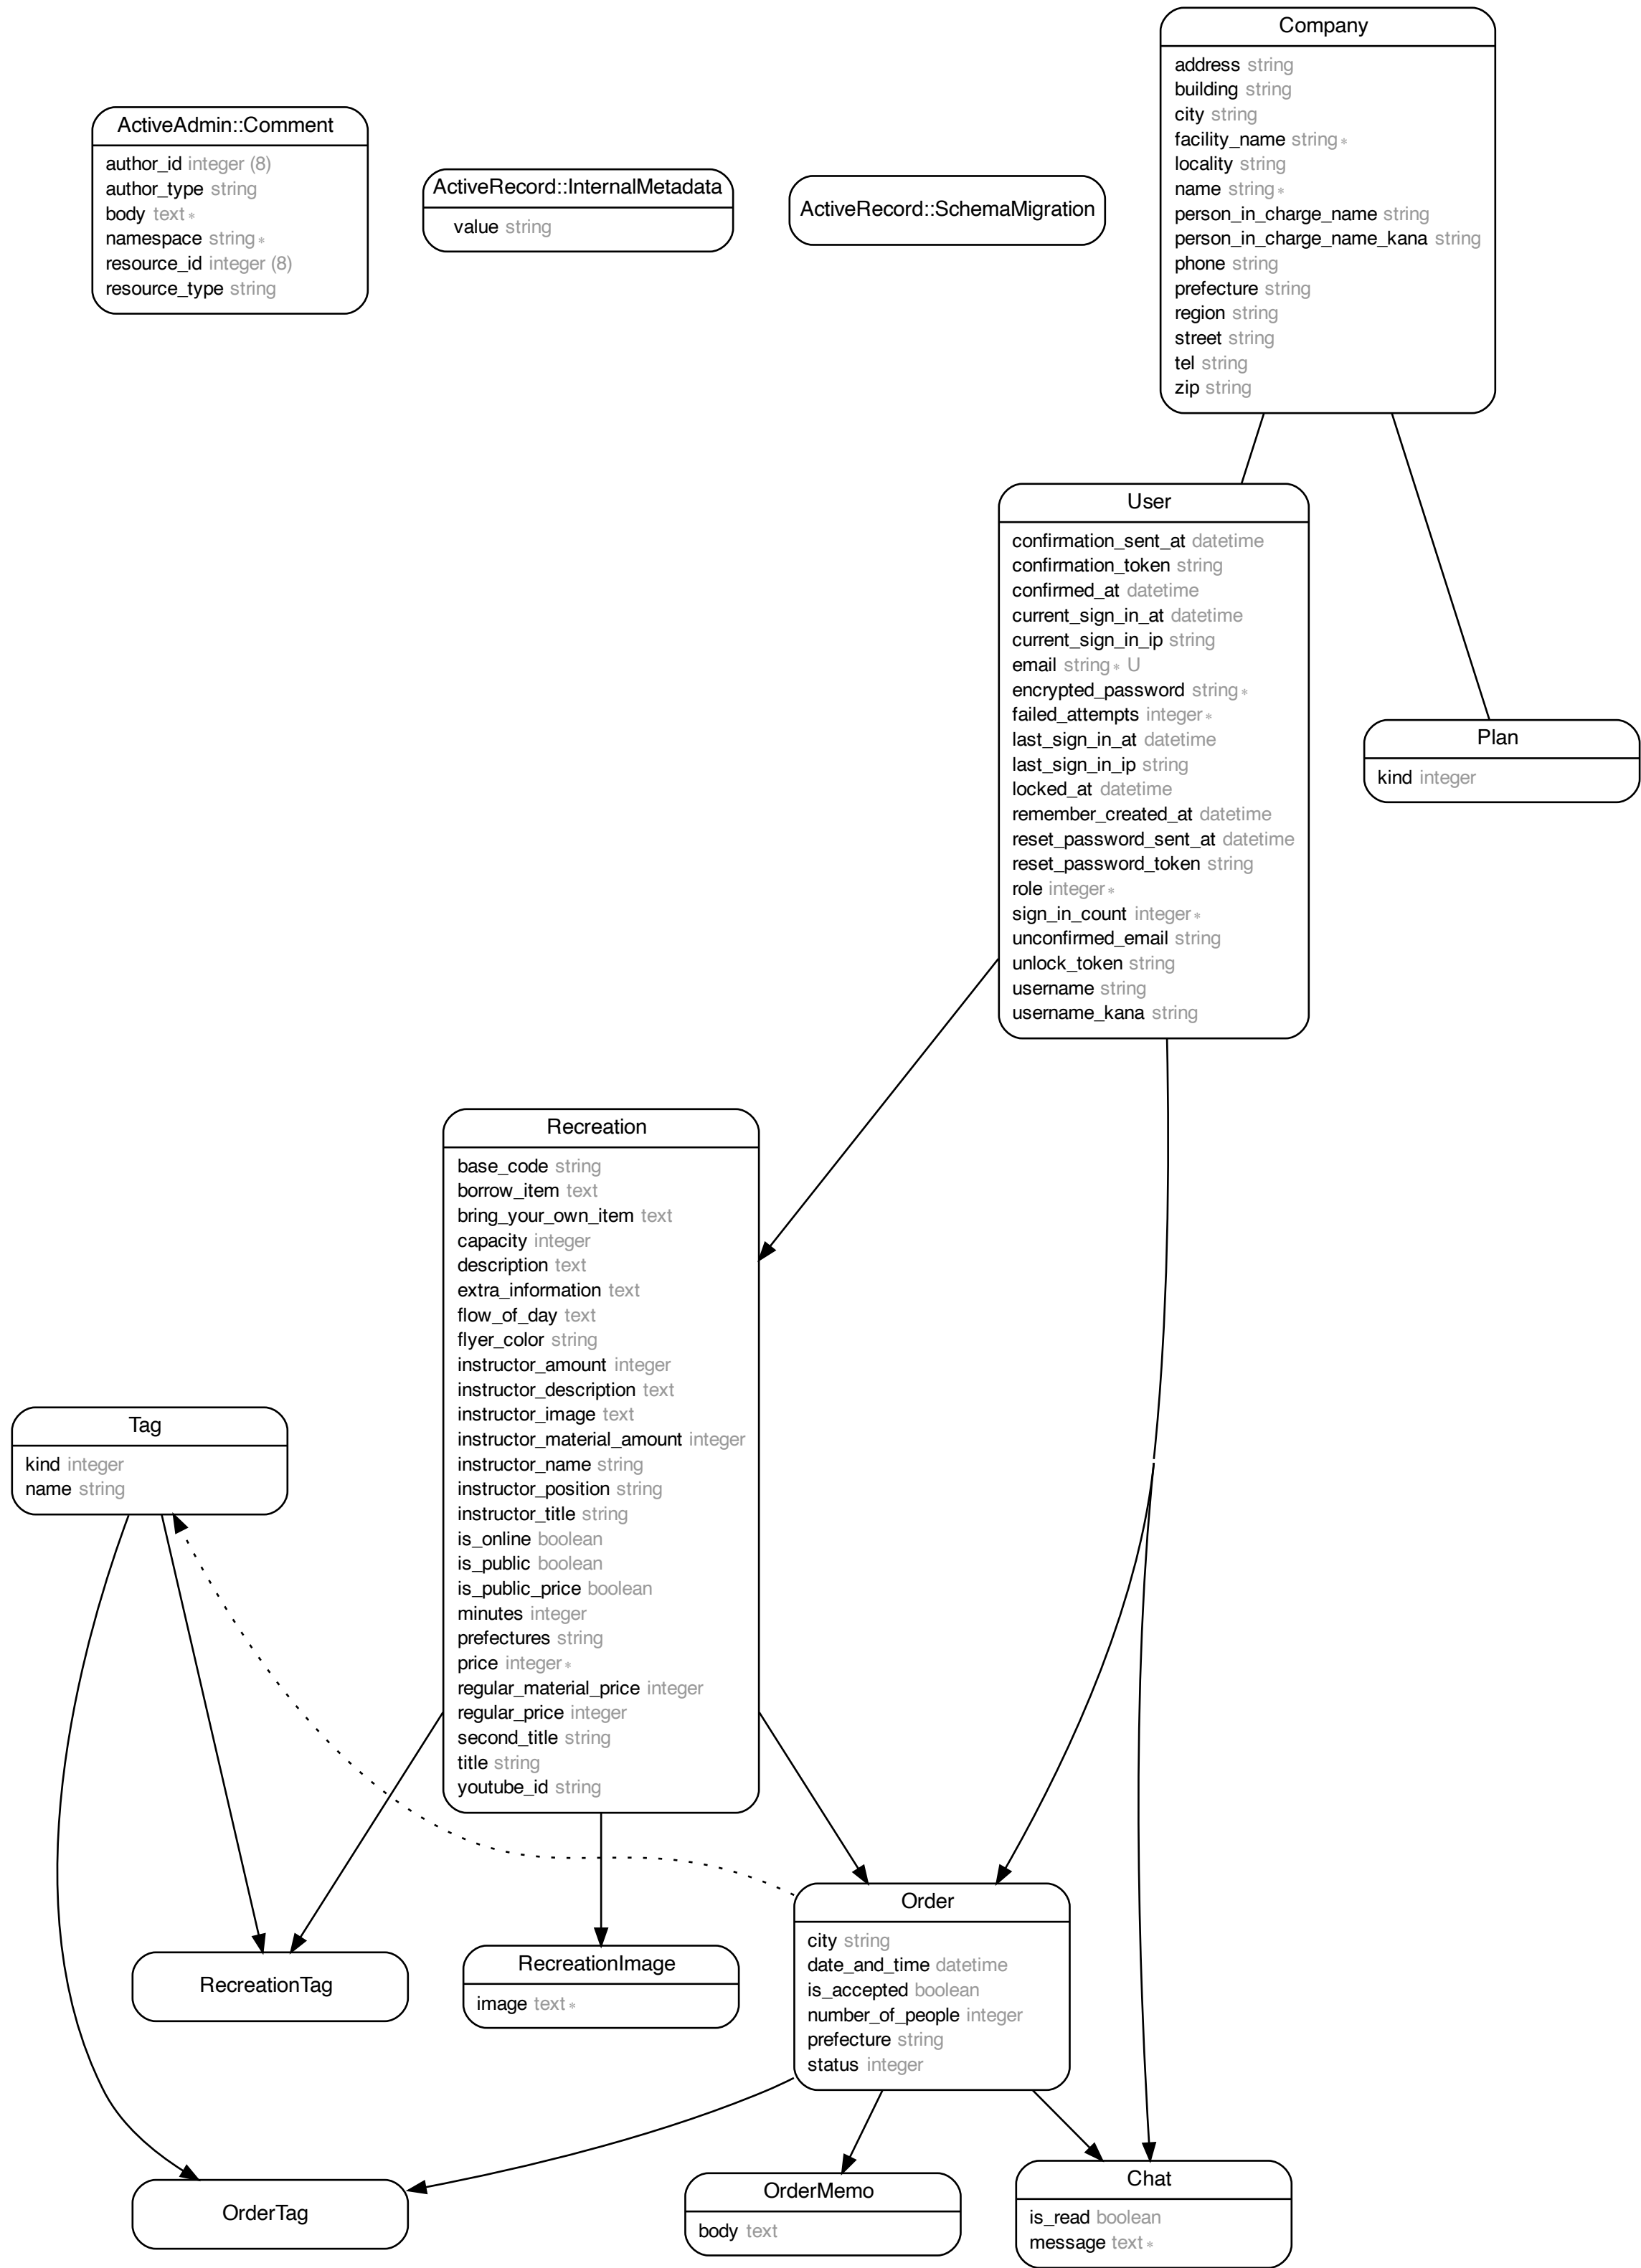 Company
address string
building string
city string
facility_name string *
locality string
name string *
person_in_charge_name string
person_in_charge_name_kana string
phone string
prefecture string
region string
street string
tel string
zip string
ActiveAdmin::Comment
author_id integer (8)
author_type string
body text *
namespace string *
resource_id integer (8)
resource_type string
ActiveRecord::InternalMetadata
value string
ActiveRecord::SchemaMigration
User
confirmation_sent_at datetime
confirmation_token string
confirmed_at datetime
current_sign_in_at datetime
current_sign_in_ip string
email string * U
encrypted_password string *
failed_attempts integer *
last_sign_in_at datetime
last_sign_in_ip string
locked_at datetime
remember_created_at datetime
reset_password_sent_at datetime
reset_password_token string
role integer *
sign_in_count integer *
unconfirmed_email string
unlock_token string
username string
username_kana string
Plan
kind integer
Recreation
base_code string
borrow_item text
bring_your_own_item text
capacity integer
description text
extra_information text
flow_of_day text
flyer_color string
instructor_amount integer
instructor_description text
instructor_image text
instructor_material_amount integer
instructor_name string
instructor_position string
instructor_title string
is_online boolean
is_public boolean
is_public_price boolean
minutes integer
prefectures string
price integer *
regular_material_price integer
regular_price integer
second_title string
title string
youtube_id string
Tag
kind integer
name string
Order
city string
date_and_time datetime
is_accepted boolean
number_of_people integer
prefecture string
status integer
RecreationTag
RecreationImage
image text *
OrderTag
OrderMemo
body text
Chat
is_read boolean
message text *